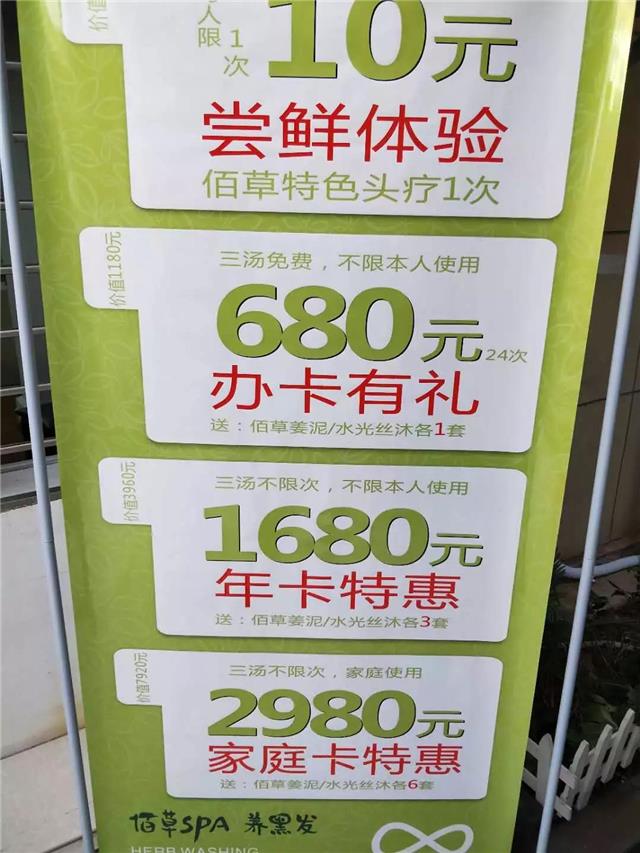 价值
人限1次
10元
尝鲜体验
佰草特色头疗1次
价值1180元
三汤免费，不限本人使用
680元24次
办卡有礼
送：佰草姜泥/水光丝沐各1套
价值3960元
三汤不限次，不限本人使用
1680元
年卡特惠
送：佰草姜泥/水光丝沐各3套
价值7920元
三汤不限次，家庭使用
2980元
家庭卡特惠
送：佰草姜泥/水光丝沐各6套
佰草SPA 养黑发
HERB WASHING